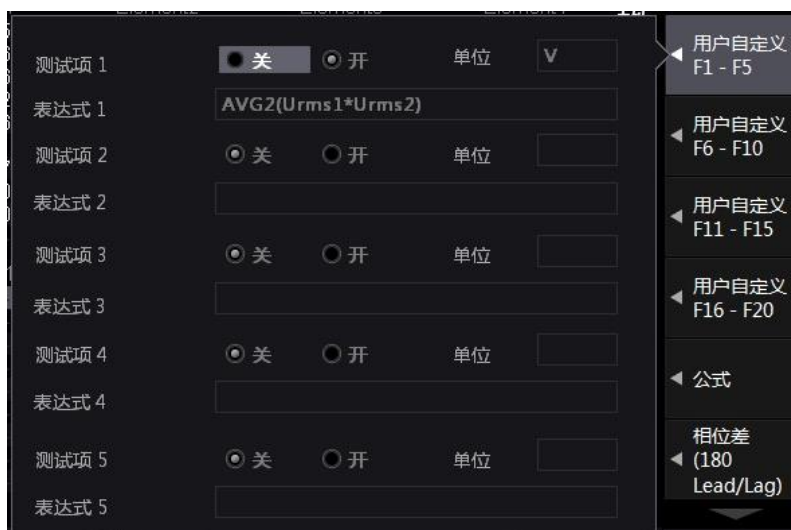 测试项 1 关 开 单位 V
表达式 1 AVG2(Urms1*Urms2)
测试项 2 关 开 单位
表达式 2
测试项 3 关 开 单位
表达式 3
测试项 4 关 开 单位
表达式 4
测试项 5 关 开 单位
表达式 5
用户自定义
F1 - F5
用户自定义
F6 - F10
用户自定义
F11 - F15
用户自定义
F16 - F20
公式
相位差
(180
Lead/Lag)